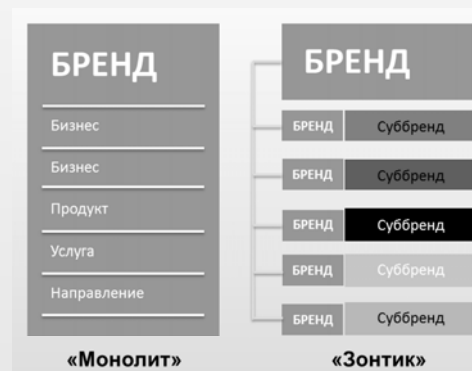 БРЕНД
Бизнес
Бизнес
Продукт
Услуга
Направление
«Монолит»
БРЕНД
БРЕНД Суббренд
БРЕНД Суббренд
БРЕНД Суббренд
БРЕНД Суббренд
БРЕНД Суббренд
«Зонтик»